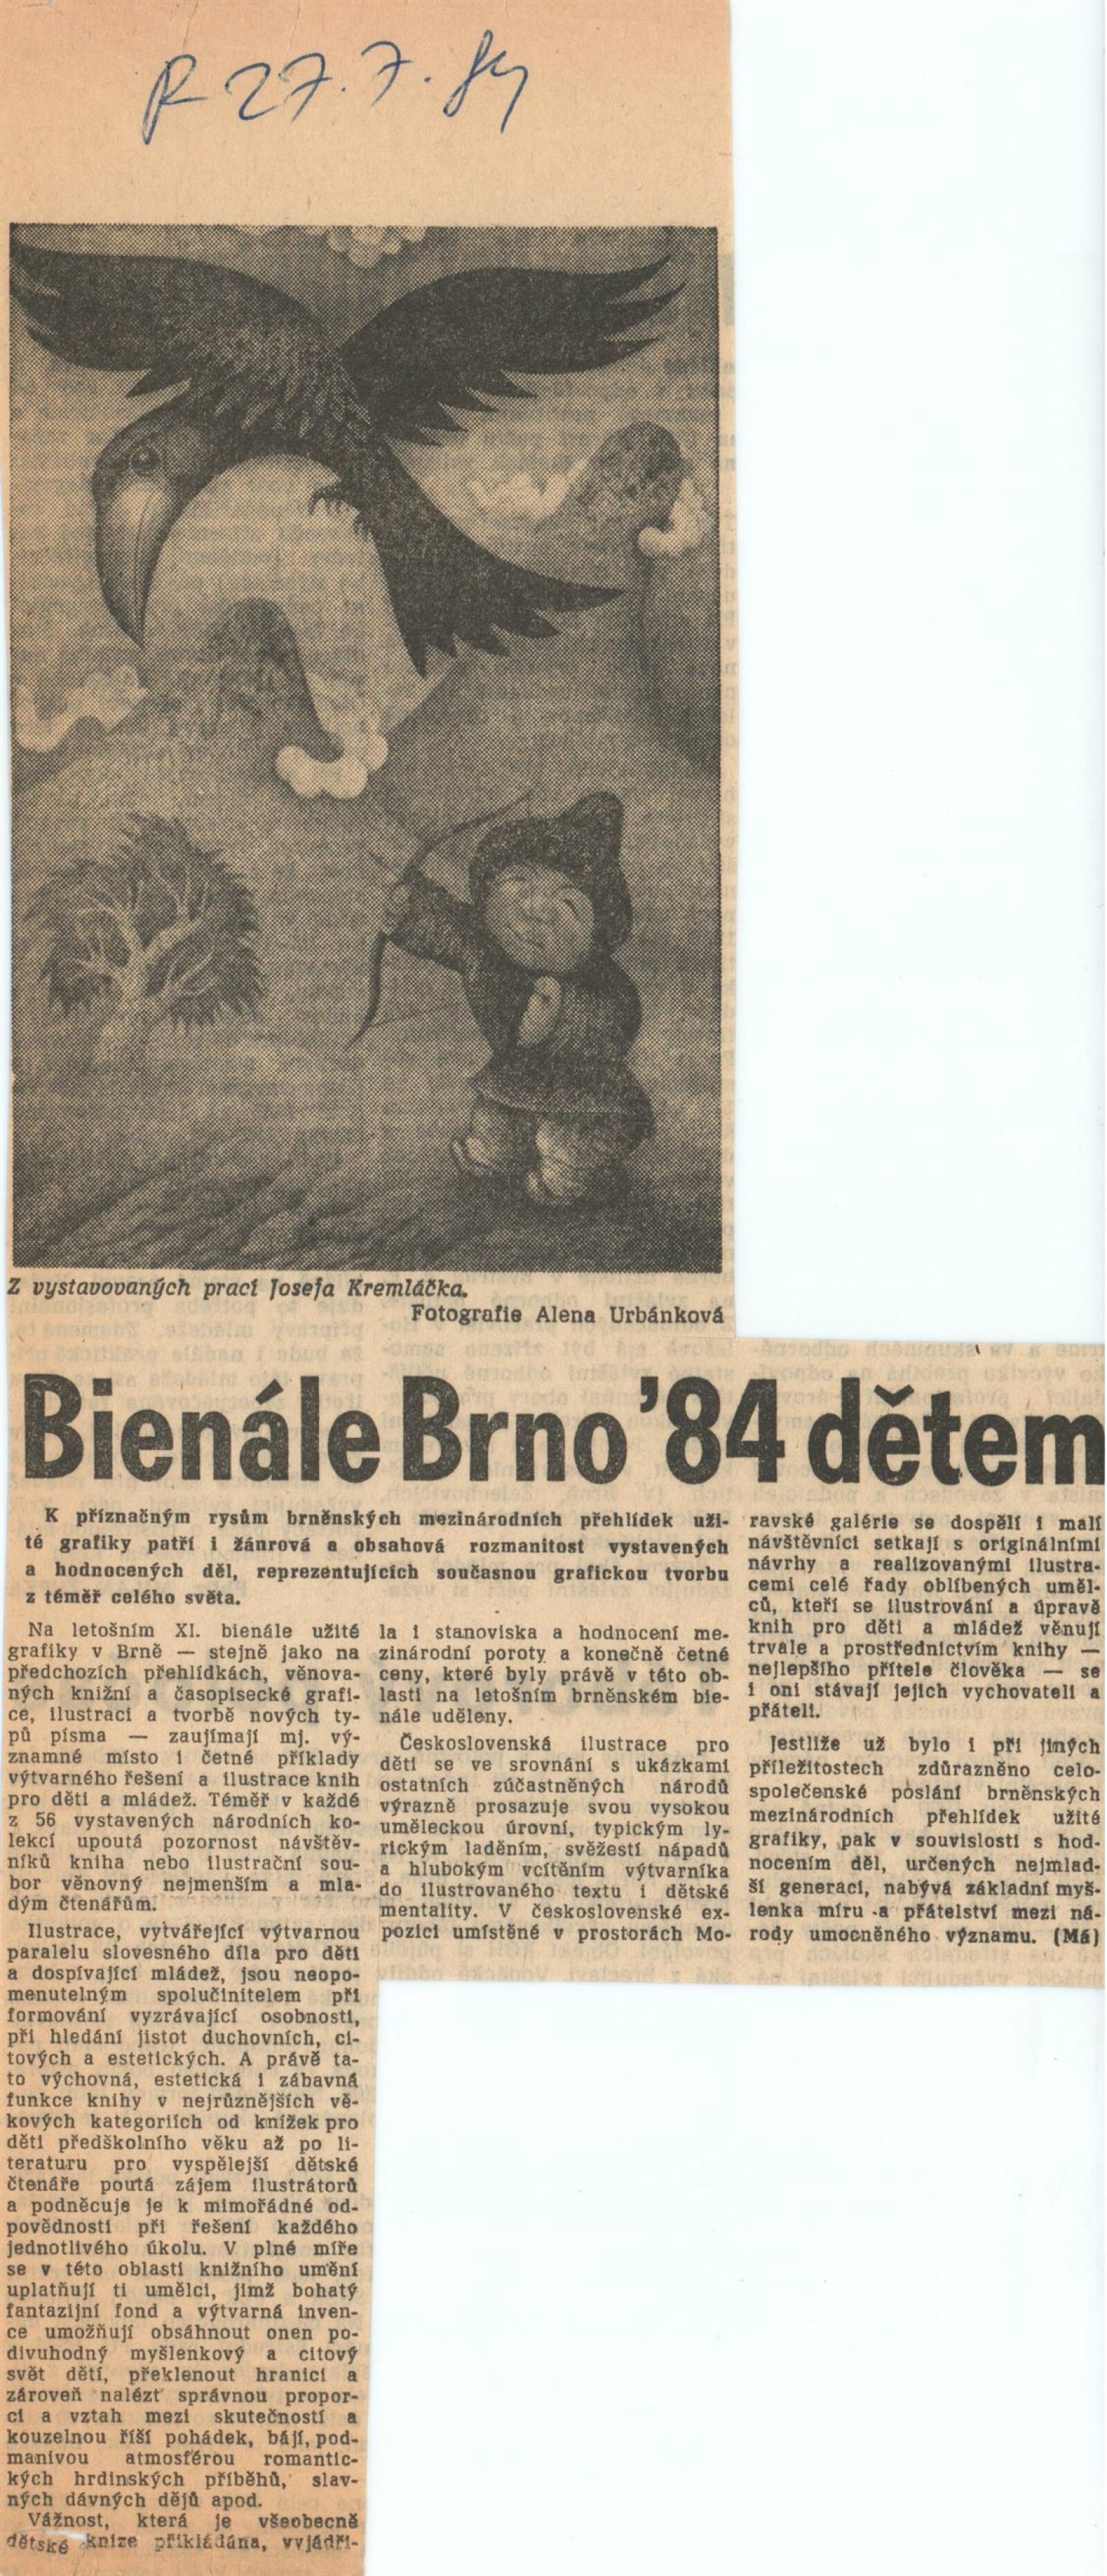 R 27.7.84
Z vystavovaných prací Josefa Kremláčka.
Fotografie Alena Urbánková
Bienále Brno '84 dětem
K příznačným rysům brněnských mezinárodních přehlídek uži-
té grafiky patří i žánrová a obsahová rozmanitost vystavených
a hodnocených děl, reprezentujících současnou grafickou tvorbu
z téměř celého světa.
Na letošním XI. bienále užité
grafiky v Brně — stejně jako na
předchozích přehlídkách, věnova-
ných knižní a časopisecké grafi-
ce, ilustraci a tvorbě nových ty-
pů písma — zaujímají mj. vý-
znamné místo i četné příklady
výtvarného řešení a ilustrace knih
pro děti a mládež. Téměř v každé
z 56 vystavených národních ko-
lekcí upoutá pozornost návštěv-
níků kniha nebo ilustrační sou-
bor věnovný nejmenším a mla-
dým čtenářům.
Ilustrace, vytvářející výtvarnou
paralelu slovesného díla pro děti
a dospívající mládež, jsou neopo-
menutelným spolučinitelem při
formování vyzrávající osobnosti,
při hledání jistot duchovních, ci-
tových a estetických. A právě ta-
to výchovná, estetická i zábavná
funkce knihy v nejrůznějších vě-
kových kategoriích od knížek pro
děti předškolního věku až po li-
teraturu pro vyspělejší dětské
čtenáře poutá zájem ilustrátorů
a podněcuje je k mimořádné od-
povědnosti při řešení každého
jednotlivého úkolu. V plné míře
se v této oblasti knižního umění
uplatňují ti umělci, jimž bohatý
fantazijní fond a výtvarná inven-
ce umožňují obsáhnout onen po-
divuhodný myšlenkový a citový
svět dětí, překlenout hranici a
zároveň nalézt správnou propor-
ci a vztah mezi skutečností a
kouzelnou říší pohádek, bájí, pod-
manivou atmosférou romantic-
kých hrdinských příběhů, slav-
ných dávných dějů apod.
Vážnost, která je všeobecně
dětské knize přikládána, vyjádři-
la i stanoviska a hodnocení me-
zinárodní poroty a konečně četné
ceny, které byly právě v této ob-
lasti na letošním brněnském bie-
nále uděleny.
Československá ilustrace pro
děti se ve srovnání s ukázkami
ostatních zúčastněných národů
výrazně prosazuje svou vysokou
uměleckou úrovní, typickým ly-
rickým laděním, svěžestí nápadů
a hlubokým vcítěním výtvarníka
do ilustrovaného textu i dětské
mentality. V československé ex-
pozici umístěné v prostorách Mo-
ravské galérie se dospělí i malí
návštěvníci setkají s originálními
návrhy a realizovanými ilustra-
cemi celé řady oblíbených uměl-
ců, kteří se ilustrování a úpravě
knih pro děti a mládež věnují
trvale a prostřednictvím knihy —
nejlepšího přítele člověka — se
i oni stávají jejich vychovateli a
přáteli.
Jestliže už bylo i při jiných
příležitostech zdůrazněno celo-
společenské poslání brněnských
mezinárodních přehlídek užité
grafiky, pak v souvislosti s hod-
nocením děl, určených nejmlad-
ší generaci, nabývá základní myš-
lenka míru a přátelství mezi ná-
rody umocněného významu. (Má)